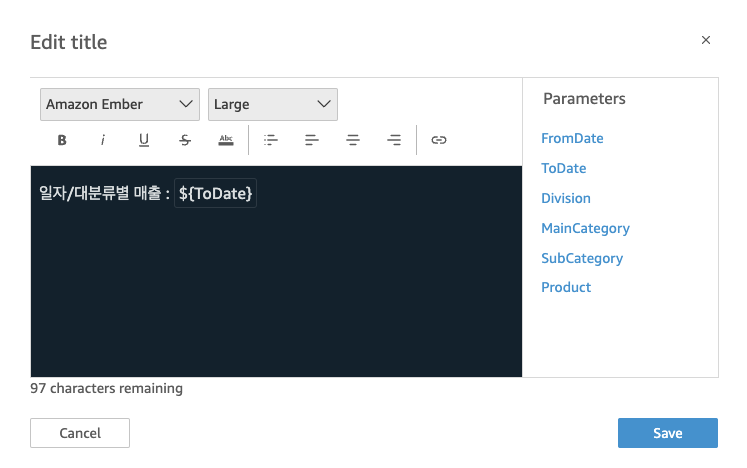 Edit title
Amazon Ember
Large
B i U S Abc
일자/대분류별 매출 : ${ToDate}
97 characters remaining
Parameters
FromDate
ToDate
Division
MainCategory
SubCategory
Product
Cancel
Save